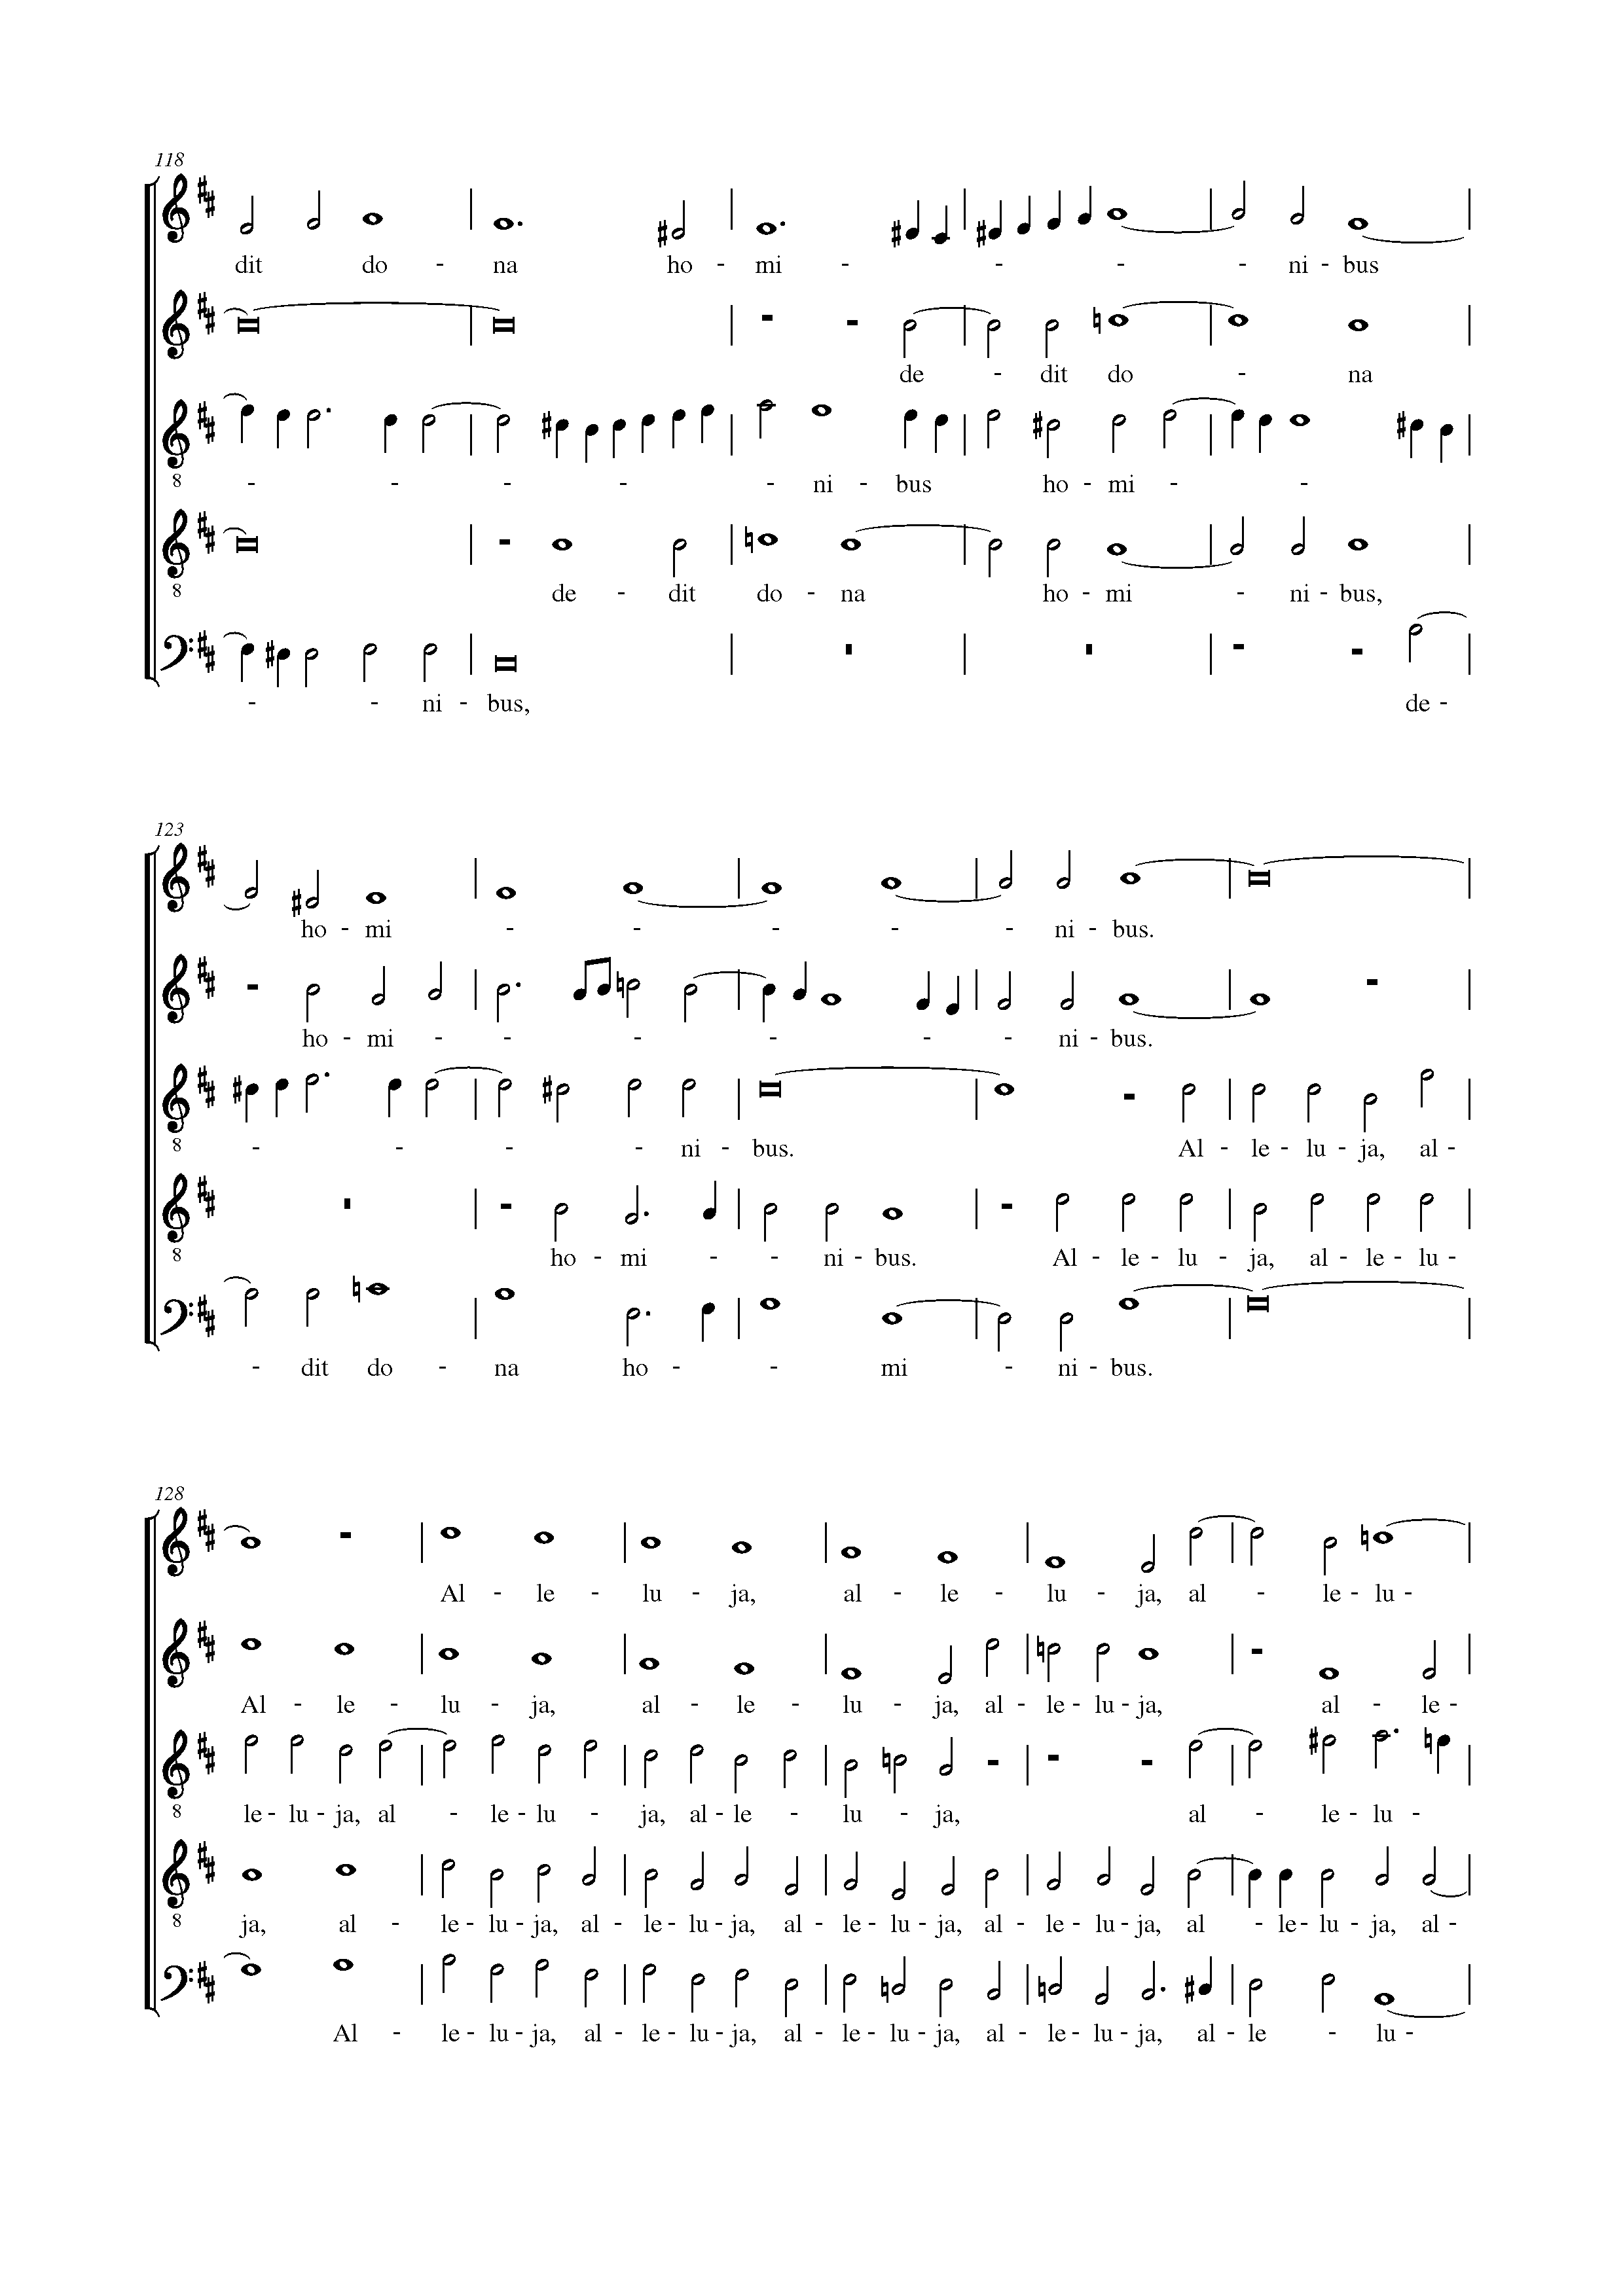 118
dit do - na ho - mi - - - - ni - bus
de - dit do - na
8
- - - - - ni - bus ho - mi - -
8
de - dit do - na ho - mi - ni - bus,
- - ni - bus, de -
123
ho - mi - - - - - ni - bus.
ho - mi - - - - - - ni - bus.
8
- - - - ni - bus. Al - le - lu - ja, al -
8
ho - mi - - ni - bus. Al - le - lu - ja, al - le - lu -
- dit do - na ho - - mi - ni - bus.
128
Al - le - lu - ja, al - le - lu - ja, al - le - lu -
Al - le - lu - ja, al - le - lu - ja, al - le - lu - ja, al - le -
8
le - lu - ja, al - le - lu - ja, al - le - lu - ja, al - le - lu -
8
ja, al - le - lu - ja, al - le - lu - ja, al - le - lu - ja, al - le - lu - ja, al - le - lu - ja, al -
Al - le - lu - ja, al - le - lu - ja, al - le - lu - ja, al - le - lu - ja, al - le - lu -